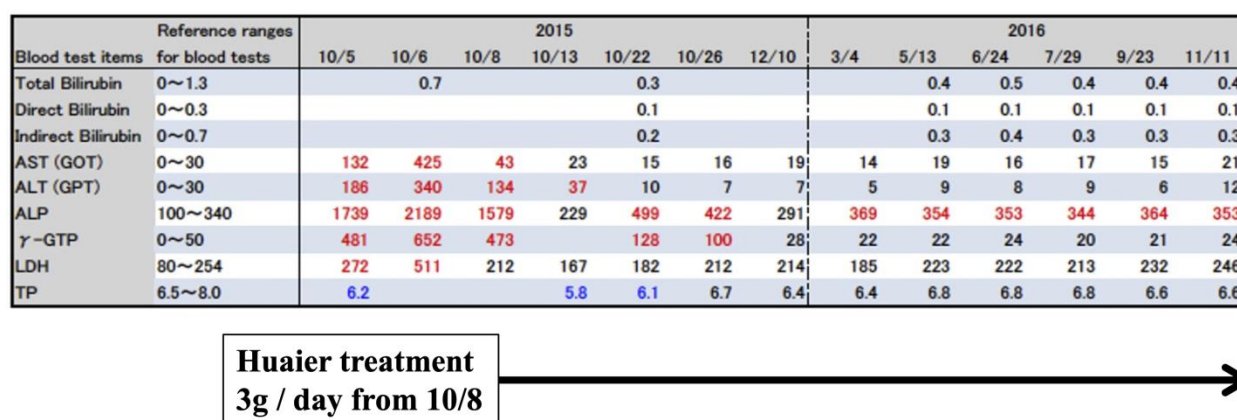 Reference ranges 2015 2016
Blood test items for blood tests 10/5 10/6 10/8 10/13 10/22 10/26 12/10 3/4 5/13 6/24 7/29 9/23 11/11
Total Bilirubin 0～1.3 0.7 0.3 0.4 0.5 0.4 0.4 0.4
Direct Bilirubin 0～0.3 0.1 0.1 0.1 0.1 0.1 0.1
Indirect Bilirubin 0～0.7 0.2 0.3 0.4 0.3 0.3 0.3
AST (GOT) 0～30 132 425 43 23 15 16 19 14 19 16 17 15 21
ALT (GPT) 0～30 186 340 134 37 10 7 7 5 9 8 9 6 12
ALP 100～340 1739 2189 1579 229 499 422 291 369 354 353 344 364 353
γ-GTP 0～50 481 652 473 128 100 28 22 22 24 20 21 24
LDH 80～254 272 511 212 167 182 212 214 185 223 222 213 232 246
TP 6.5～8.0 6.2 5.8 6.1 6.7 6.4 6.4 6.8 6.8 6.8 6.6 6.6
Huaier treatment
3g / day from 10/8